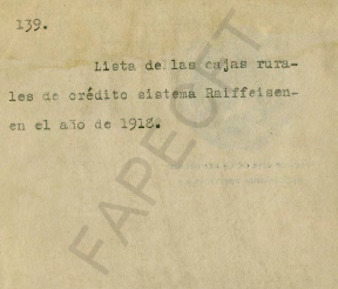 139.
Lista de las cajas rura-
les de crédito sistema Raiffeisen-
en el año de 1918.
FAPECFT